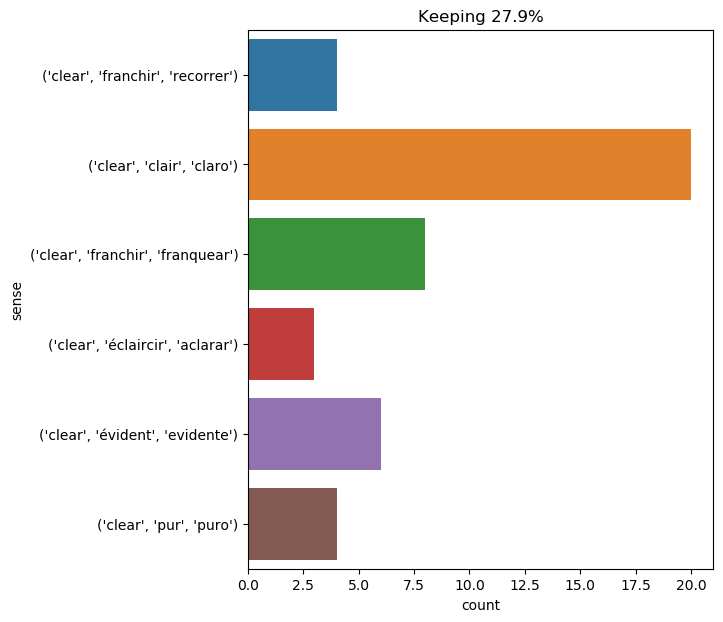 Keeping 27.9%
('clear', 'franchir', 'recorrer')
('clear', 'clair', 'claro')
('clear', 'franchir', 'franquear')
('clear', 'éclaircir', 'aclarar')
('clear', 'évident', 'evidente')
('clear', 'pur', 'puro')
sense
0.0 2.5 5.0 7.5 10.0 12.5 15.0 17.5 20.0
count